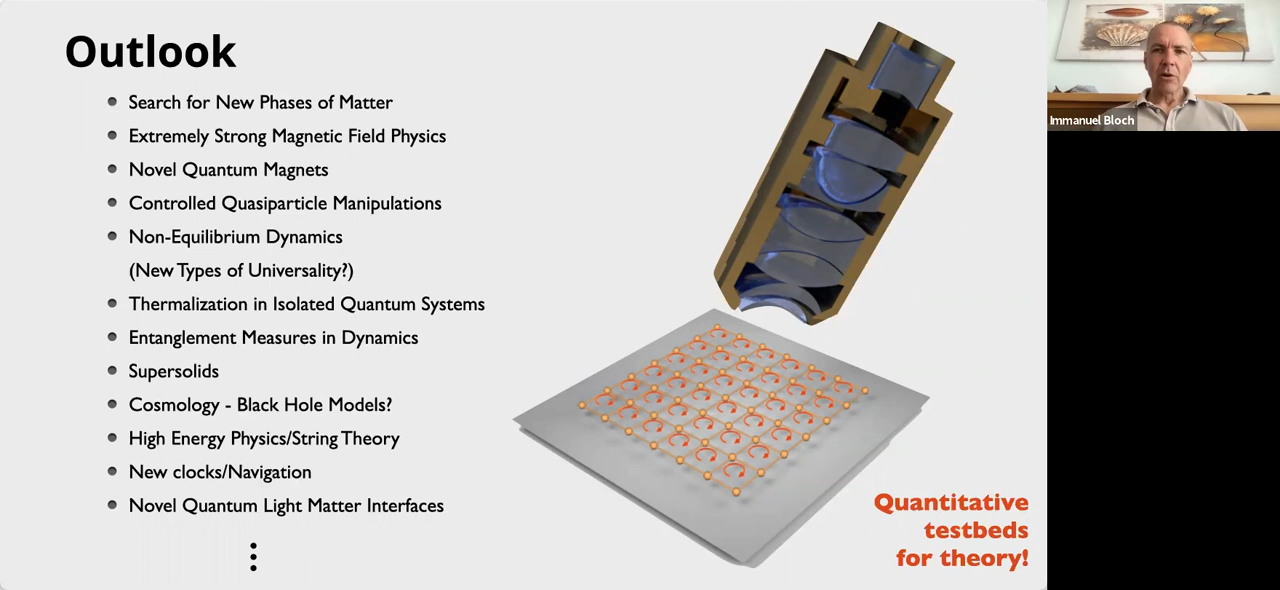 Outlook
Search for New Phases of Matter
Extremely Strong Magnetic Field Physics
Novel Quantum Magnets
Controlled Quasiparticle Manipulations
Non-Equilibrium Dynamics
(New Types of Universality?)
Thermalization in Isolated Quantum Systems
Entanglement Measures in Dynamics
Supersolids
Cosmology - Black Hole Models?
High Energy Physics/String Theory
New clocks/Navigation
Novel Quantum Light Matter Interfaces
Quantitative
testbeds
for theory!
Immanuel Bloch